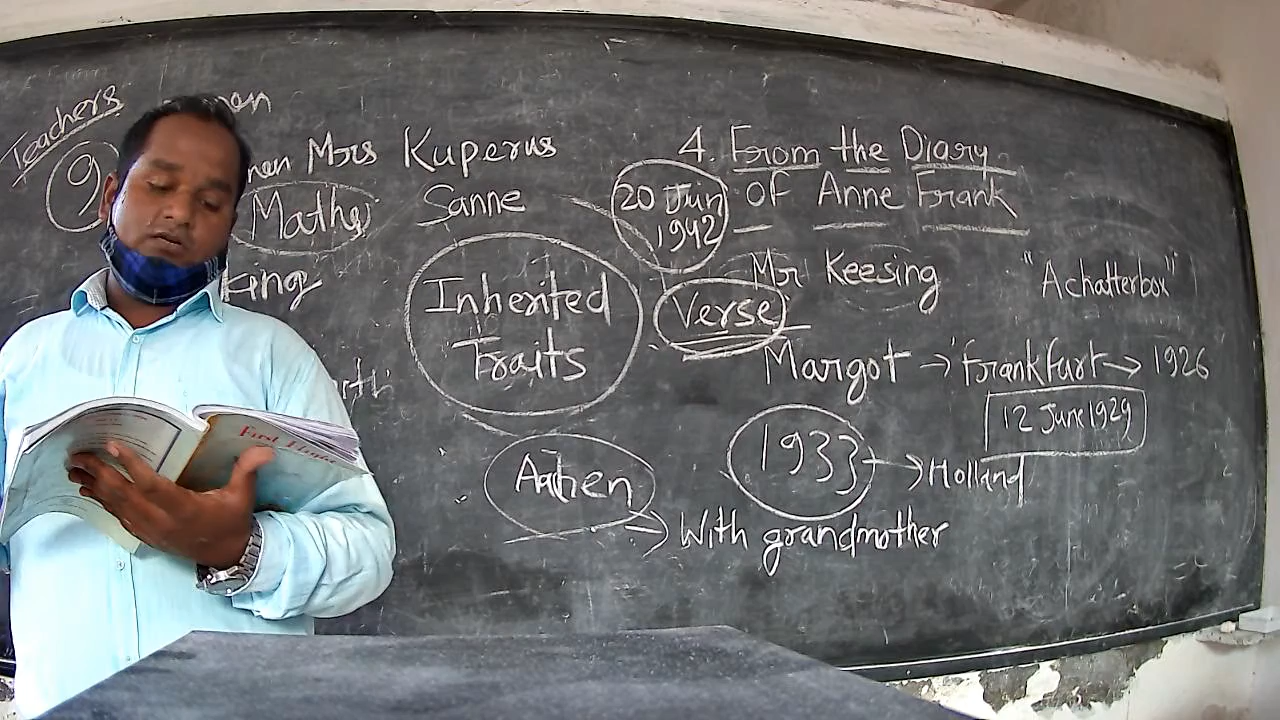 Teachers
9
Mrs Kuperus
Maths
Sanne
king
Inherited
Traits
Aachen
With grandmother
4. From the Diary
of Anne Frank
20 Jun
1942
Mr Keesing
"A chatterbox"
Verse
Margot → Frankfurt → 1926
12 June 1929
1933 → Holland
First Flight